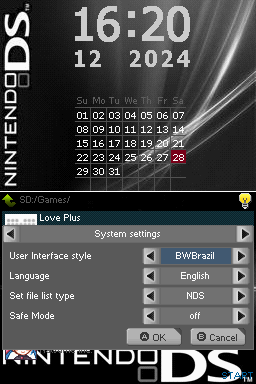 NINTENDO DS™
16:20
12 2024
Su Mo Tu We Th Fr Sa
01 02 03 04 05 06 07
08 09 10 11 12 13 14
15 16 17 18 19 20 21
22 23 24 25 26 27 28
29 30 31
SD:/Games/
Love Plus
System settings
User Interface style BWBrazil
Language English
Set file list type NDS
Safe Mode off
A OK B Cancel
NINTENDO DS™
START